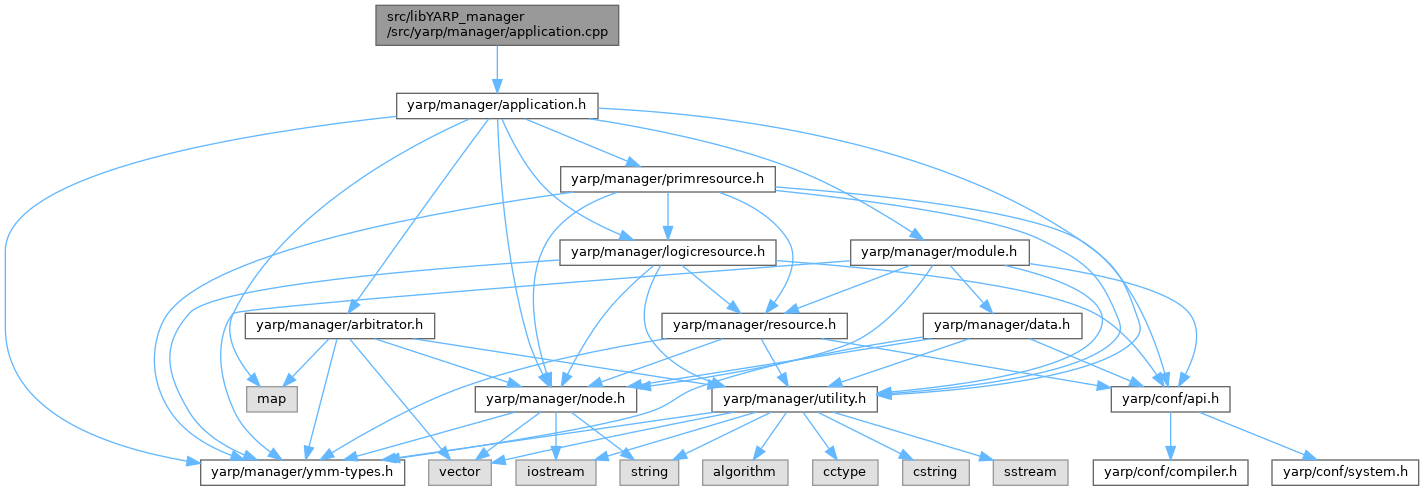 src/libYARP_manager
/src/yarp/manager/application.cpp
yarp/manager/application.h
yarp/manager/primresource.h
yarp/manager/logicresource.h
yarp/manager/module.h
yarp/manager/arbitrator.h
yarp/manager/resource.h
yarp/manager/data.h
map
yarp/manager/node.h
yarp/manager/utility.h
yarp/conf/api.h
yarp/manager/ymm-types.h
vector
iostream
string
algorithm
cctype
cstring
sstream
yarp/conf/compiler.h
yarp/conf/system.h